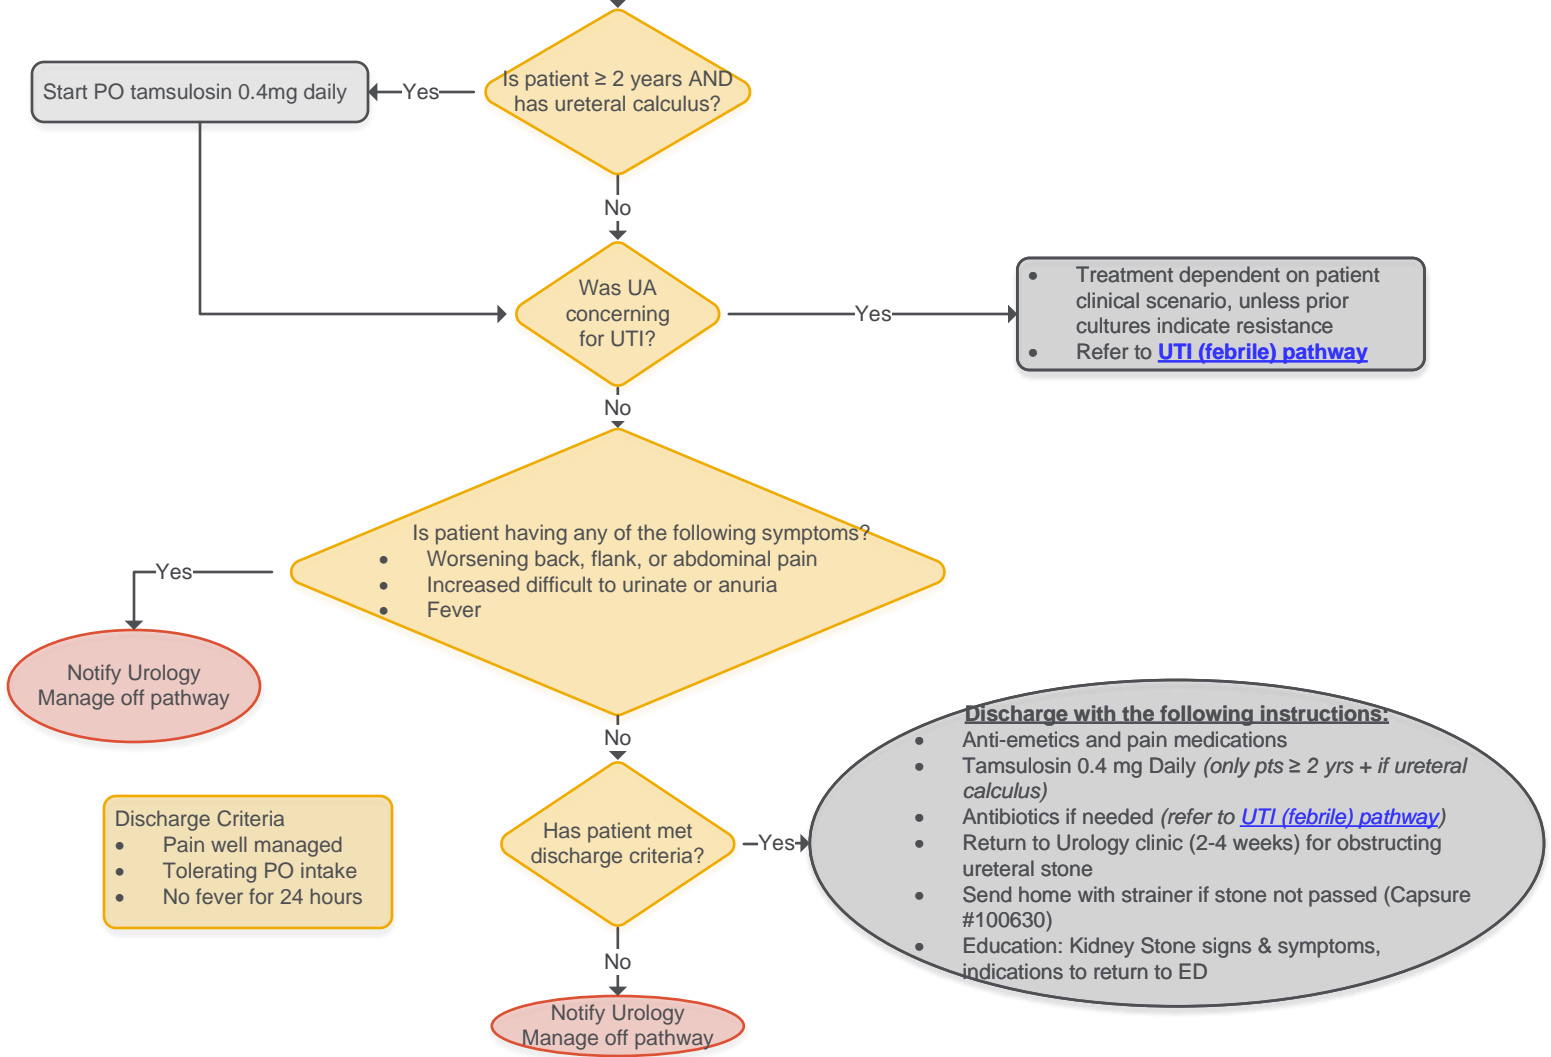 Is patient ≥ 2 years AND
has ureteral calculus?
Yes
Start PO tamsulosin 0.4mg daily
No
Was UA
concerning
for UTI?
Yes
• Treatment dependent on patient
clinical scenario, unless prior
cultures indicate resistance
• Refer to UTI (febrile) pathway
No
Is patient having any of the following symptoms?
• Worsening back, flank, or abdominal pain
• Increased difficult to urinate or anuria
• Fever
Yes
Notify Urology
Manage off pathway
No
Discharge Criteria
• Pain well managed
• Tolerating PO intake
• No fever for 24 hours
Has patient met
discharge criteria?
Yes
Discharge with the following instructions:
• Anti-emetics and pain medications
• Tamsulosin 0.4 mg Daily (only pts ≥ 2 yrs + if ureteral
calculus)
• Antibiotics if needed (refer to UTI (febrile) pathway)
• Return to Urology clinic (2-4 weeks) for obstructing
ureteral stone
• Send home with strainer if stone not passed (Capsure
#100630)
• Education: Kidney Stone signs & symptoms,
indications to return to ED
No
Notify Urology
Manage off pathway